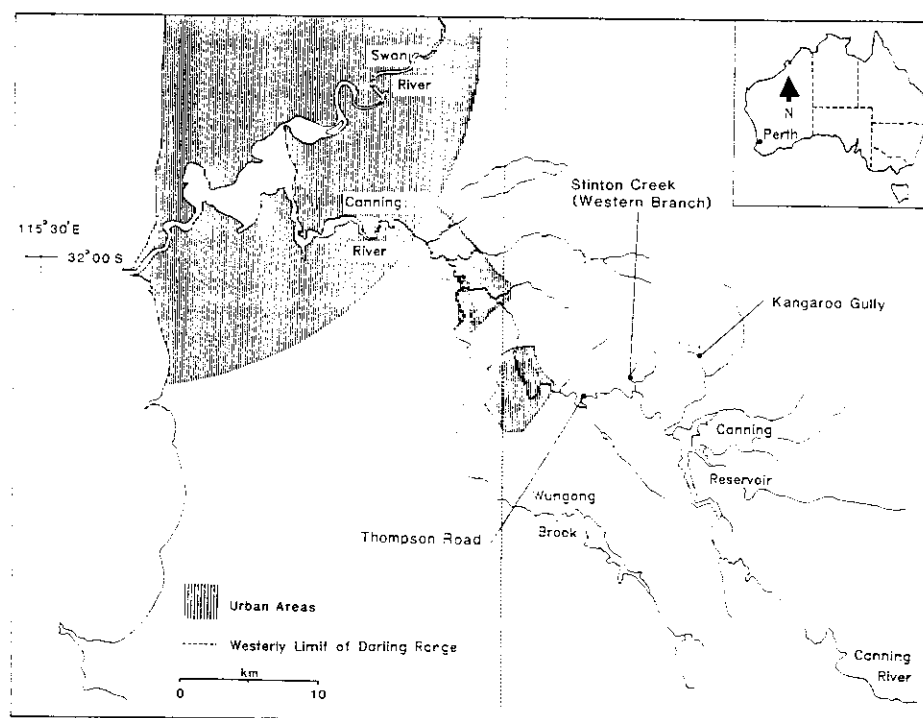 Swan
River
N
Perth
Stinton Creek
(Western Branch)
Canning
River
115°30'E
32°00 S
Kangaroo Gully
Canning
Reservoir
Wungong
Brook
Thompson Road
Urban Areas
Westerly Limit of Darling Range
km
0 10
Canning
River